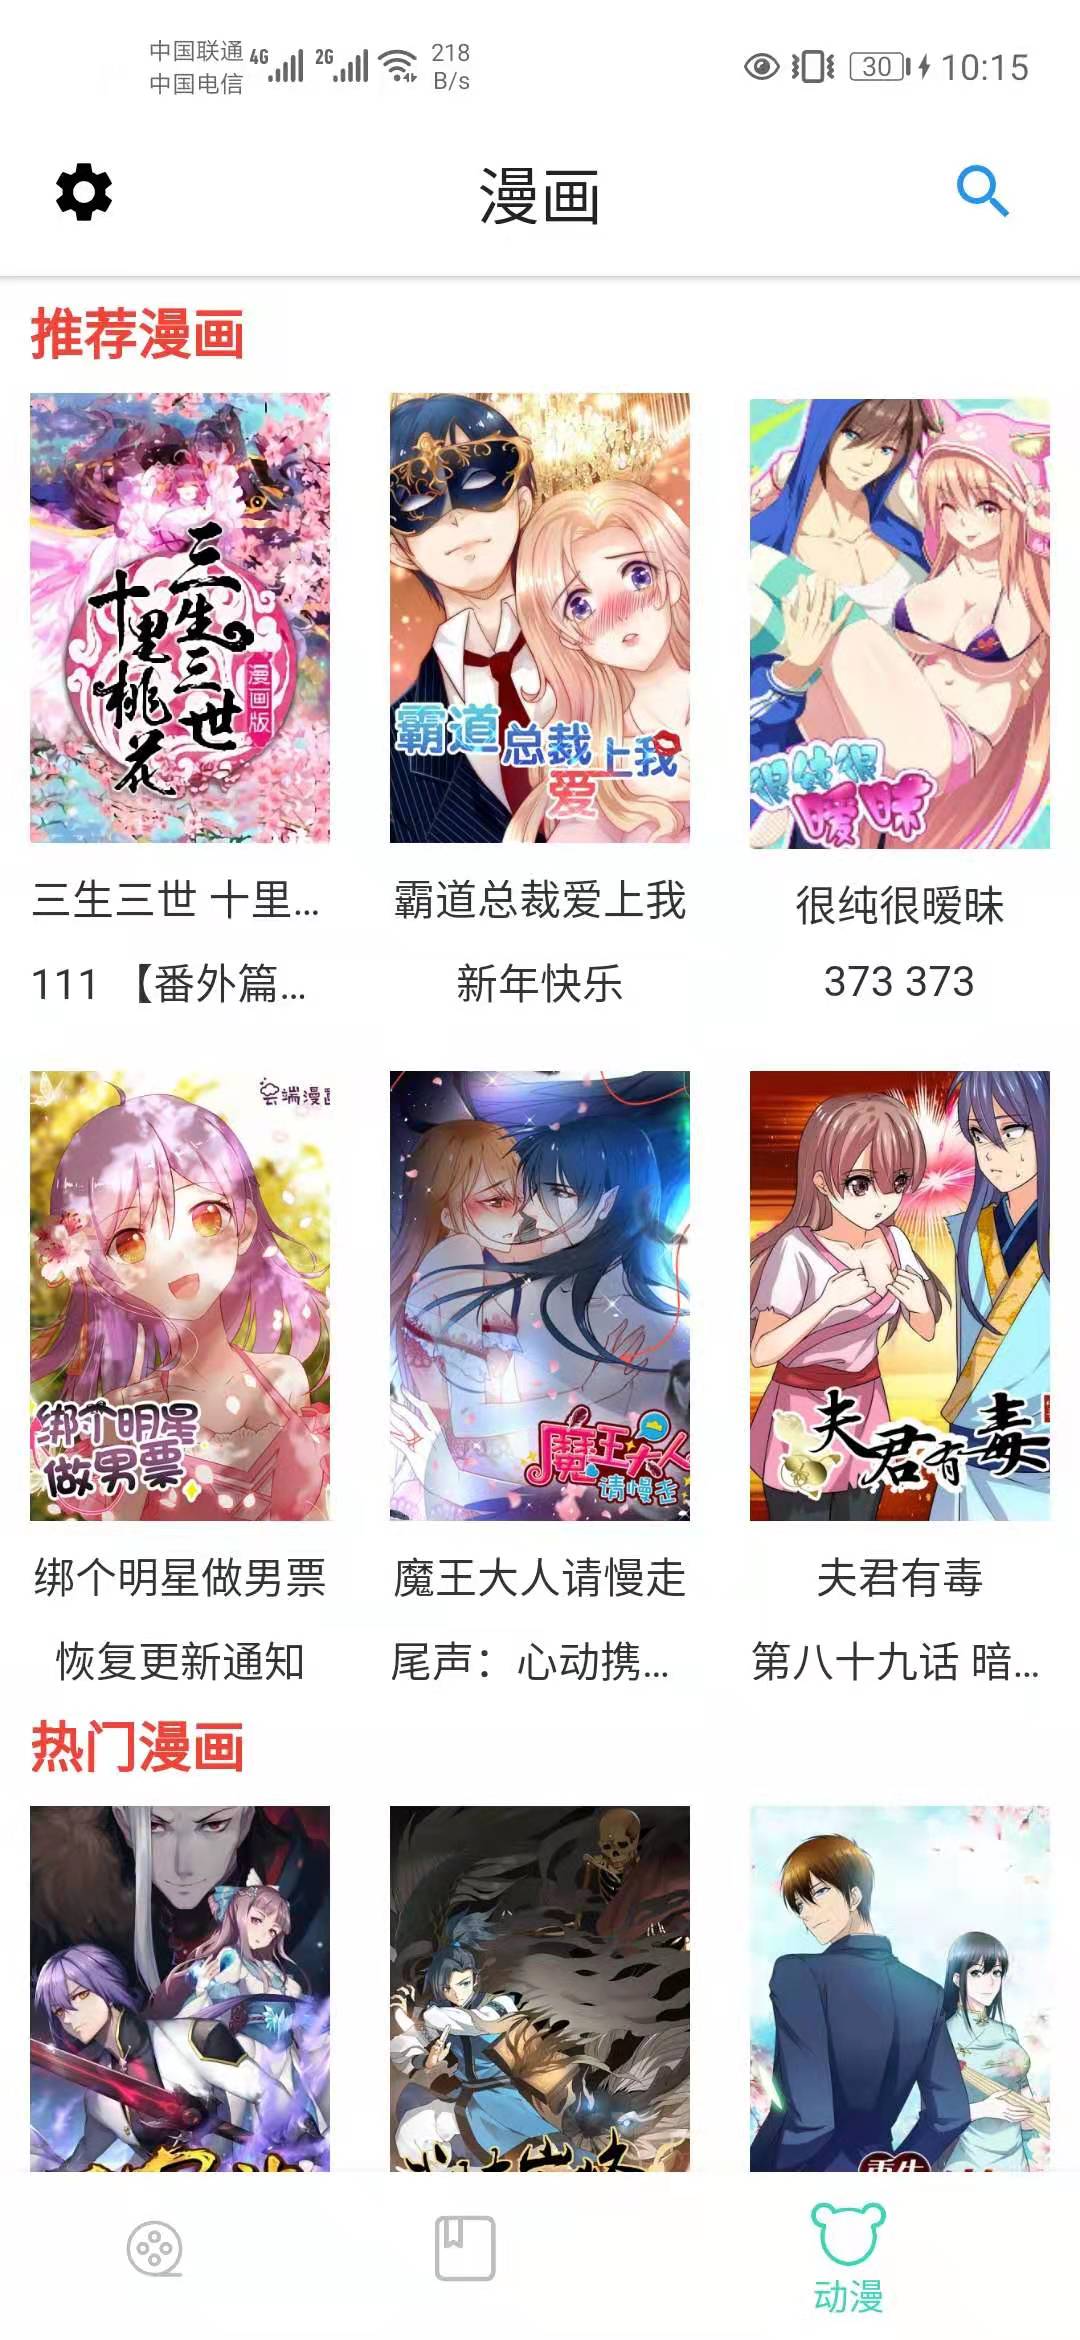 中国联通 4G 2G 218
中国电信 B/s
30 10:15
漫画
推荐漫画
三生三世
十里桃花
漫画版
霸道总裁上我
爱
很纯很
暧昧
三生三世 十里...
霸道总裁爱上我
很纯很暧昧
111 【番外篇...
新年快乐
373 373
云端漫画
绑个明星
做男票
魔王大人
请慢走
夫君有毒
绑个明星做男票
魔王大人请慢走
夫君有毒
恢复更新通知
尾声：心动携...
第八十九话 暗...
热门漫画
重生
动漫